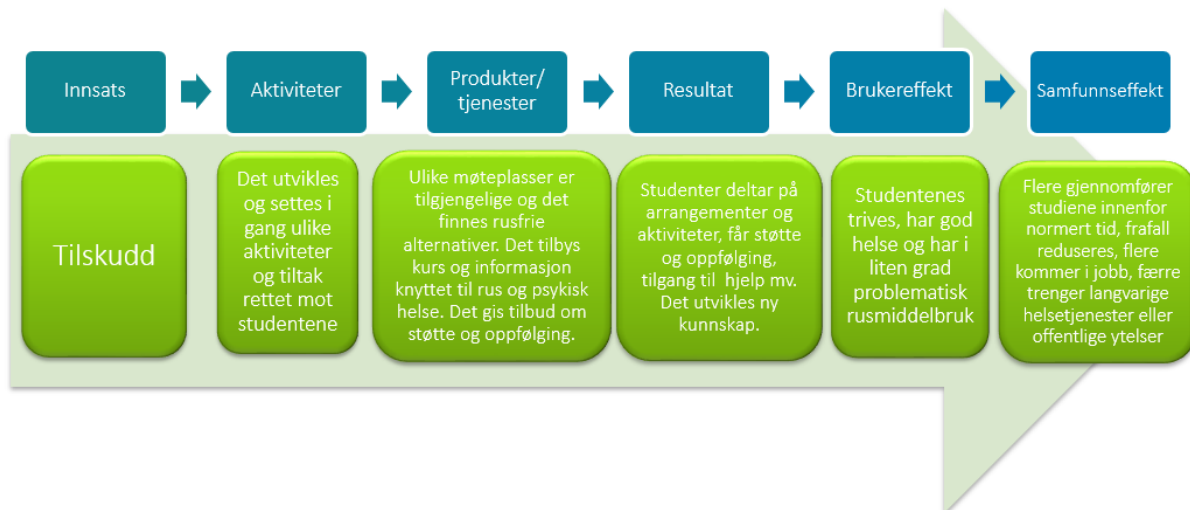 Innsats
Aktiviteter
Produkter/
tjenester
Resultat
Brukereffekt
Samfunnseffekt
Tilskudd
Det utvikles
og settes i
gang ulike
aktiviteter
og tiltak
rettet mot
studentene
Ulike møteplasser er
tilgjengelige og det
finnes rusfrie
alternativer. Det tilbys
kurs og informasjon
knyttet til rus og psykisk
helse. Det gis tilbud om
støtte og oppfølging.
Studenter deltar på
arrangementer og
aktiviteter, får støtte
og oppfølging,
tilgang til hjelp mv.
Det utvikles ny
kunnskap.
Studentenes
trives, har god
helse og har i
liten grad
problematisk
rusmiddelbruk
Flere gjennomfører
studiene innenfor
normert tid, frafall
reduseres, flere
kommer i jobb, færre
trenger langvarige
helsetjenester eller
offentlige ytelser